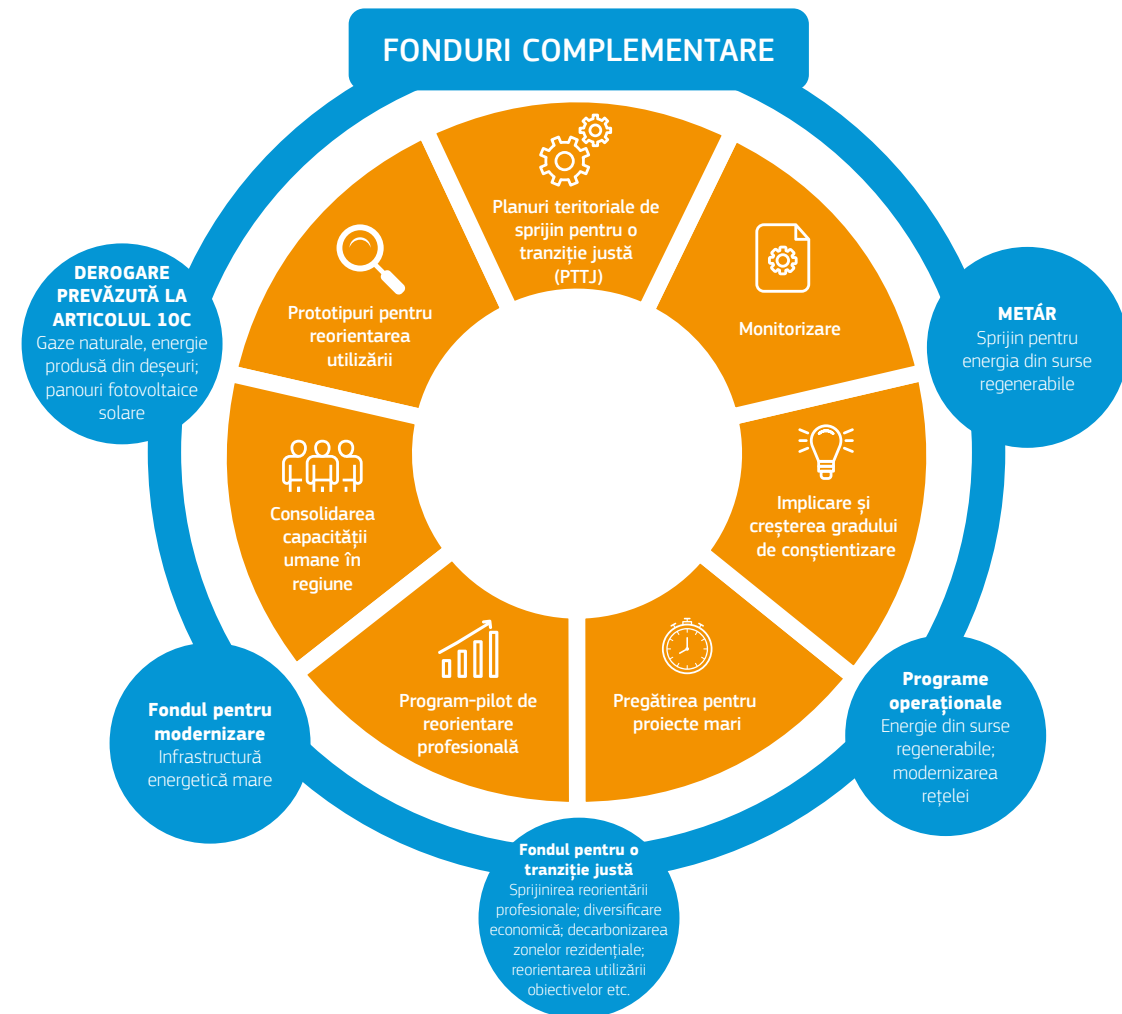 FONDURI COMPLEMENTARE
Planuri teritoriale de
sprijin pentru o
tranziție justă
(PTTJ)
Monitorizare
Implicare și
creșterea gradului
de conștientizare
Pregătirea pentru
proiecte mari
Program-pilot de
reorientare
profesională
Consolidarea
capacității
umane în
regiune
Prototipuri pentru
reorientarea
utilizării
METÁR
Sprijin pentru
energia din surse
regenerabile
Programe
operaționale
Energie din surse
regenerabile;
modernizarea
rețelei
Fondul pentru o
tranziție justă
Sprijinirea reorientării
profesionale; diversificare
economică; decarbonizarea
zonelor rezidențiale;
reorientarea utilizării
obiectivelor etc.
Fondul pentru
modernizare
Infrastructură
energetică mare
DEROGARE
PREVĂZUTĂ LA
ARTICOLUL 10C
Gaze naturale, energie
produsă din deșeuri;
panouri fotovoltaice
solare